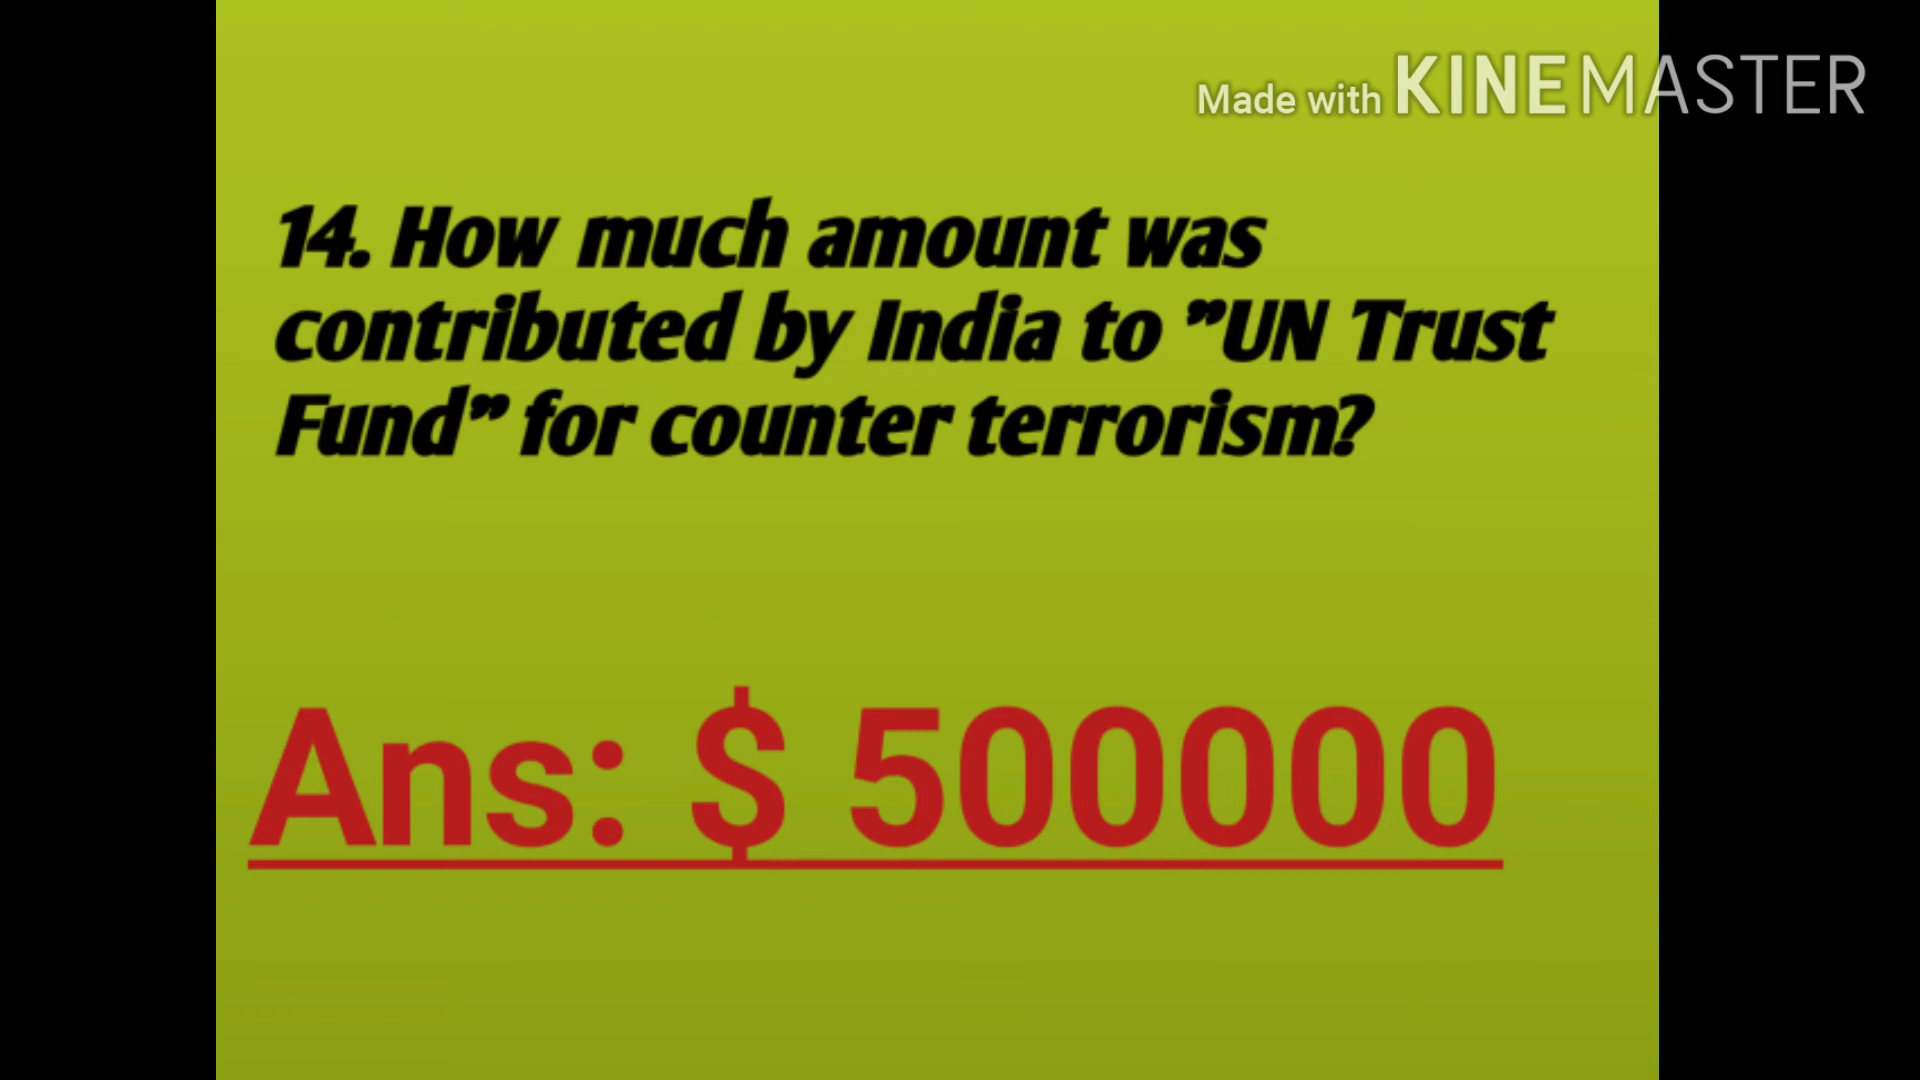 Made with KINEMASTER
14. How much amount was
contributed by India to ”UN Trust
Fund” for counter terrorism?
Ans: $ 500000